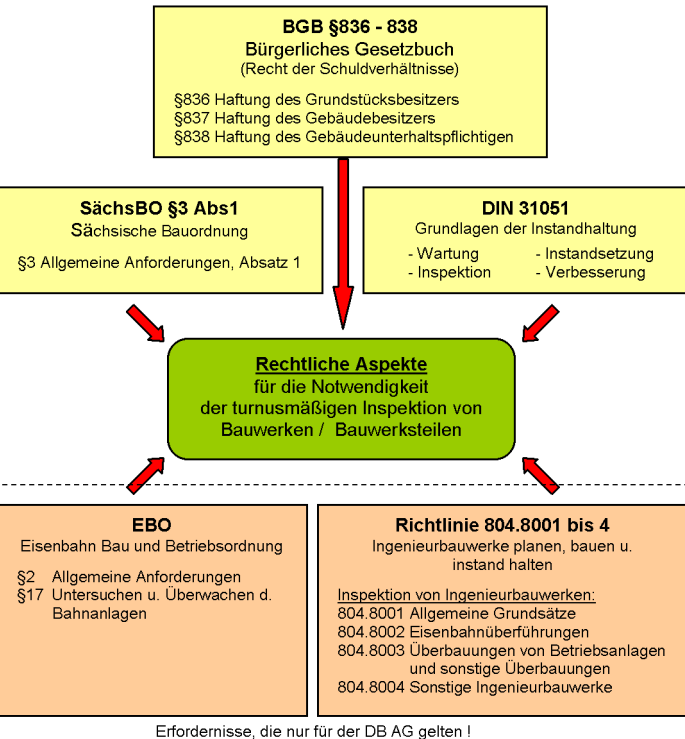 BGB §836 - 838
Bürgerliches Gesetzbuch
(Recht der Schuldverhältnisse)
§836 Haftung des Grundstücksbesitzers
§837 Haftung des Gebäudebesitzers
§838 Haftung des Gebäudeunterhaltspflichtigen
SächsBO §3 Abs1
Sächsische Bauordnung
§3 Allgemeine Anforderungen, Absatz 1
DIN 31051
Grundlagen der Instandhaltung
- Wartung - Instandsetzung
- Inspektion - Verbesserung
Rechtliche Aspekte
für die Notwendigkeit
der turnusmäßigen Inspektion von
Bauwerken / Bauwerksteilen
EBO
Eisenbahn Bau und Betriebsordnung
§2 Allgemeine Anforderungen
§17 Untersuchen u. Überwachen d.
Bahnanlagen
Richtlinie 804.8001 bis 4
Ingenieurbauwerke planen, bauen u.
instand halten
Inspektion von Ingenieurbauwerken:
804.8001 Allgemeine Grundsätze
804.8002 Eisenbahnüberführungen
804.8003 Überbauungen von Betriebsanlagen
und sonstige Überbauungen
804.8004 Sonstige Ingenieurbauwerke
Erfordernisse, die nur für der DB AG gelten !